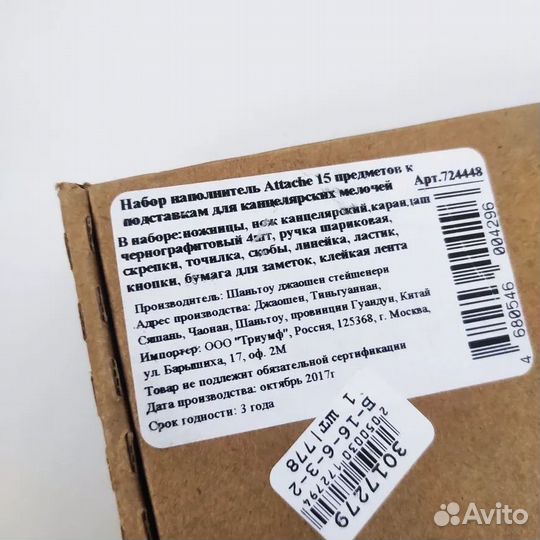 Набор наполнитель Attache 15 предметов к
подставкам для канцелярских мелочей
Арт.724448
В наборе:ножницы, нож канцелярский,карандаш
чернографитовый 4шт, ручка шариковая,
скрепки, точилка, скобы, линейка, ластик,
кнопки, бумага для заметок, клейкая лента
Производитель: Шаньтоу джаошен стейшенери
Адрес производства: Джаошен, Тиньгуанная,
Сяшань, Чаонан, Шаньтоу, провинции Гуандун, Китай
Импортер: ООО "Триумф", Россия, 125368, г. Москва,
ул. Барышиха, 17, оф. 2М
Товар не подлежит обязательной сертификации
Дата производства: октябрь 2017г
Срок годности: 3 года
4 680546 004296
3017279
2050030172794
Б-16-6-3-2
1 шт | 778
Avito